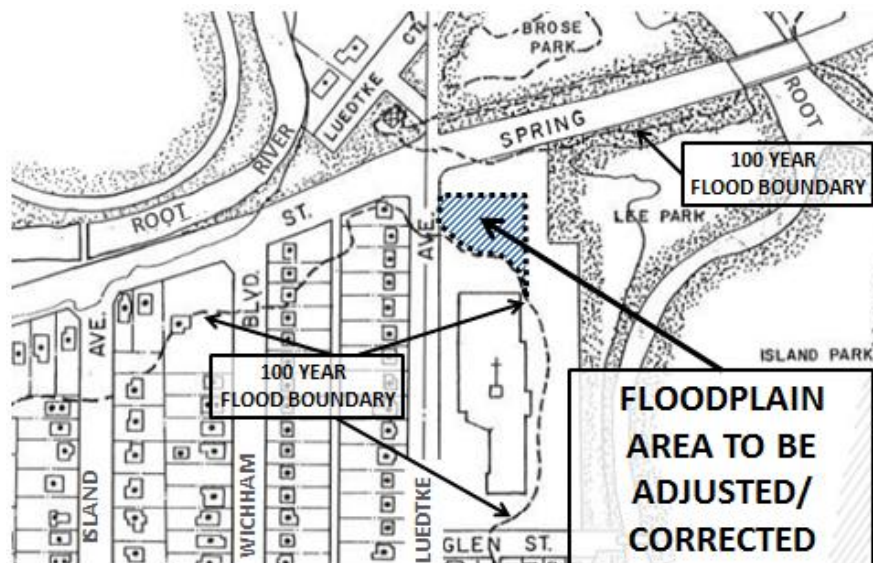 BROSE
PARK
LUEDTKE CT.
SPRING
ROOT
100 YEAR
FLOOD BOUNDARY
ROOT
RIVER
ST.
AVE.
LEE PARK
AVE.
BLVD.
100 YEAR
FLOOD BOUNDARY
ISLAND PARK
FLOODPLAIN
AREA TO BE
ADJUSTED/
CORRECTED
ISLAND
WICHHAM
LUEDTKE
GLEN ST.